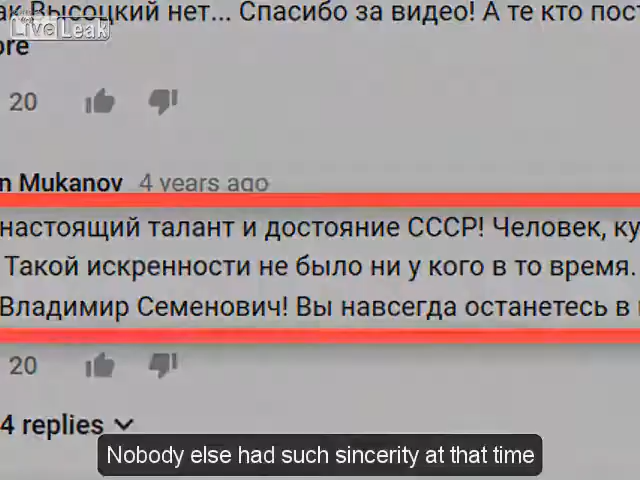 ак Высоцкий нет... Спасибо за видео! А те кто пост
LiveLeak
ore
20
n Mukanov 4 years ago
настоящий талант и достояние СССР! Человек, ку
Такой искренности не было ни у кого в то время.
Владимир Семенович! Вы навсегда останетесь в
20
4 replies
Nobody else had such sincerity at that time